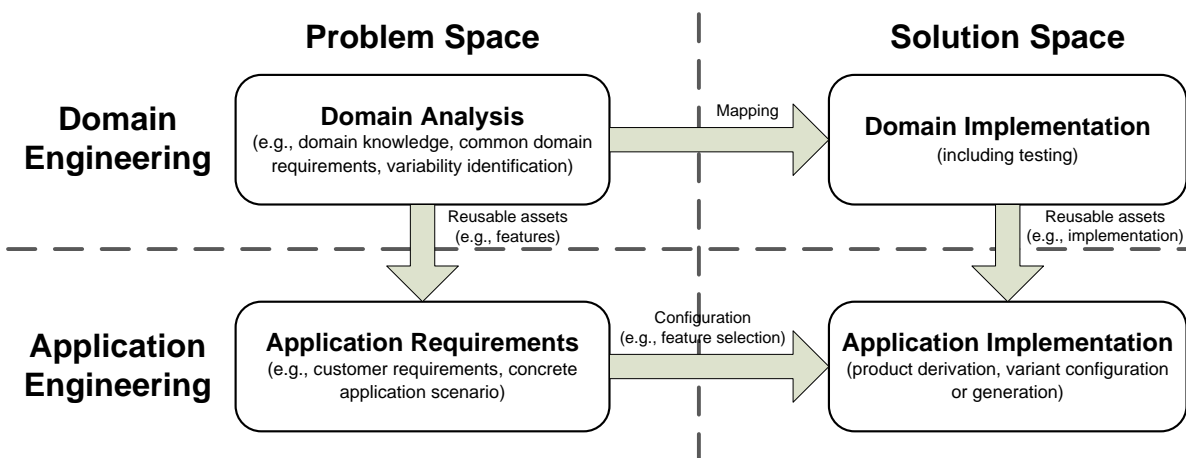 Problem Space
Solution Space
Domain
Engineering
Domain Analysis
(e.g., domain knowledge, common domain
requirements, variability identification)
Mapping
Domain Implementation
(including testing)
Reusable assets
(e.g., features)
Reusable assets
(e.g., implementation)
Application
Engineering
Application Requirements
(e.g., customer requirements, concrete
application scenario)
Configuration
(e.g., feature selection)
Application Implementation
(product derivation, variant configuration
or generation)